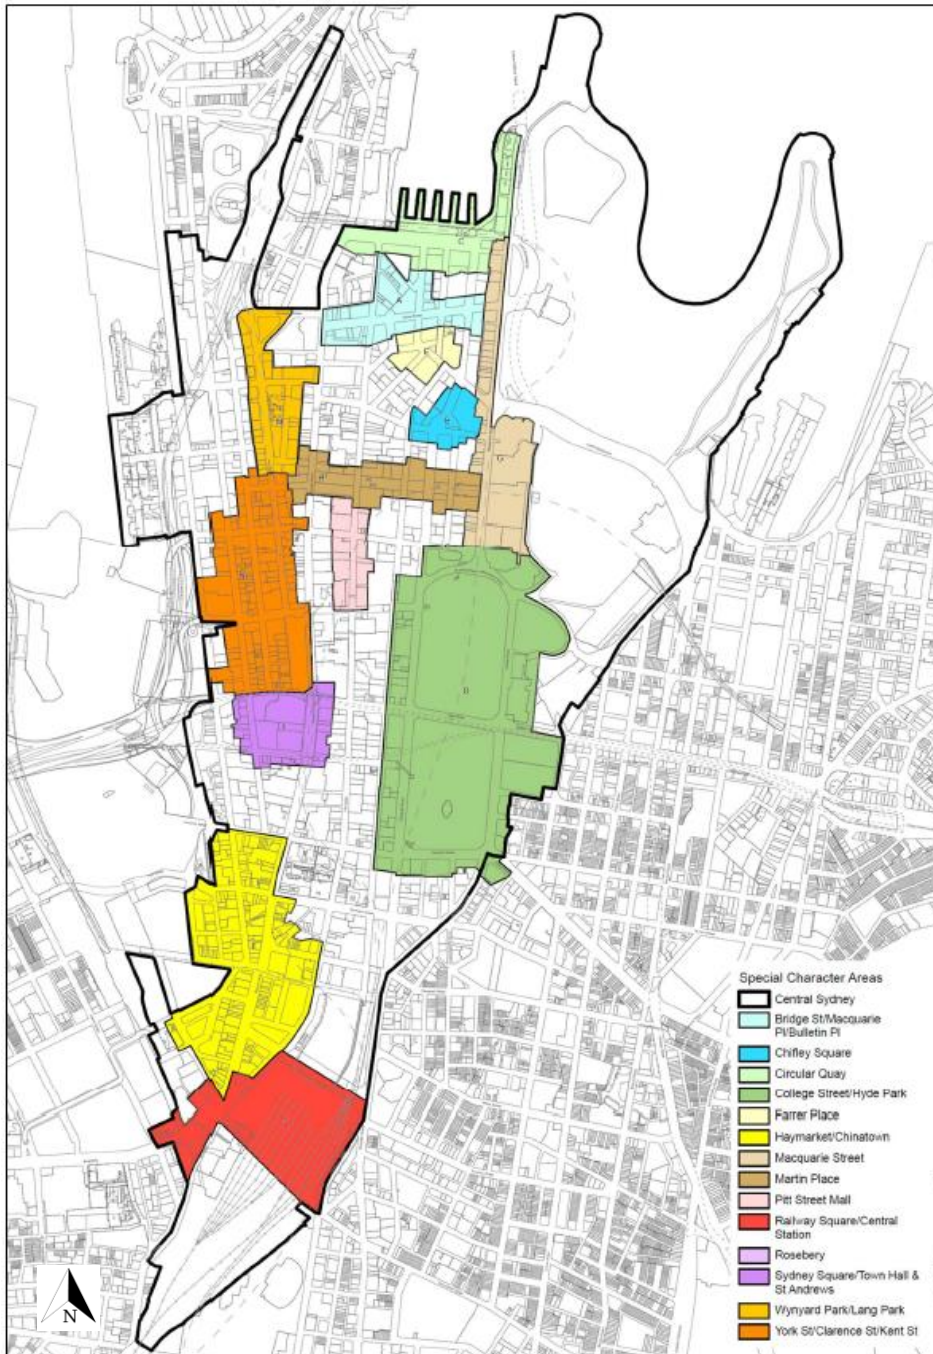 Special Character Areas
Central Sydney
Bridge St/Macquarie
Pl/Bulletin Pl
Chifley Square
Circular Quay
College Street/Hyde Park
Farrer Place
Haymarket/Chinatown
Macquarie Street
Martin Place
Pitt Street Mall
Railway Square/Central
Station
Rosebery
Sydney Square/Town Hall &
St Andrews
Wynyard Park/Lang Park
York St/Clarence St/Kent St
N